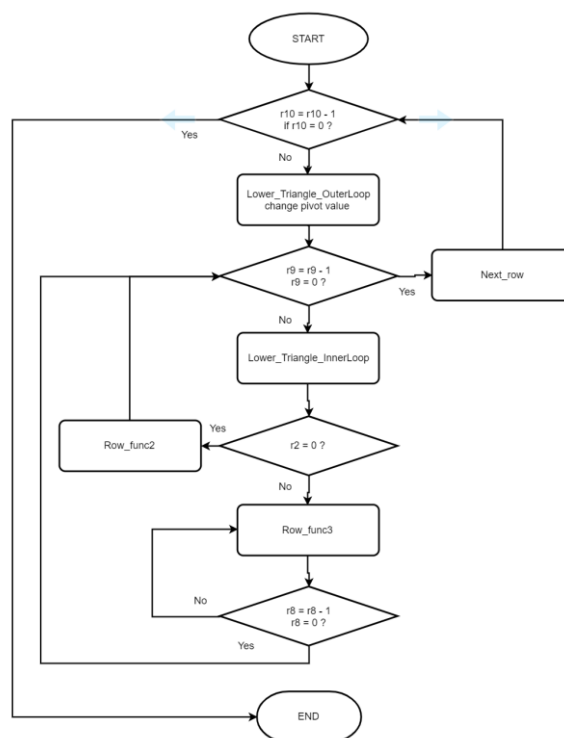 START
r10 = r10 - 1
if r10 = 0 ?
Yes
No
Lower_Triangle_OuterLoop
change pivot value
r9 = r9 - 1
r9 = 0 ?
Yes
Next_row
No
Lower_Triangle_InnerLoop
Row_func2
Yes
r2 = 0 ?
No
Row_func3
No
r8 = r8 - 1
r8 = 0 ?
Yes
END